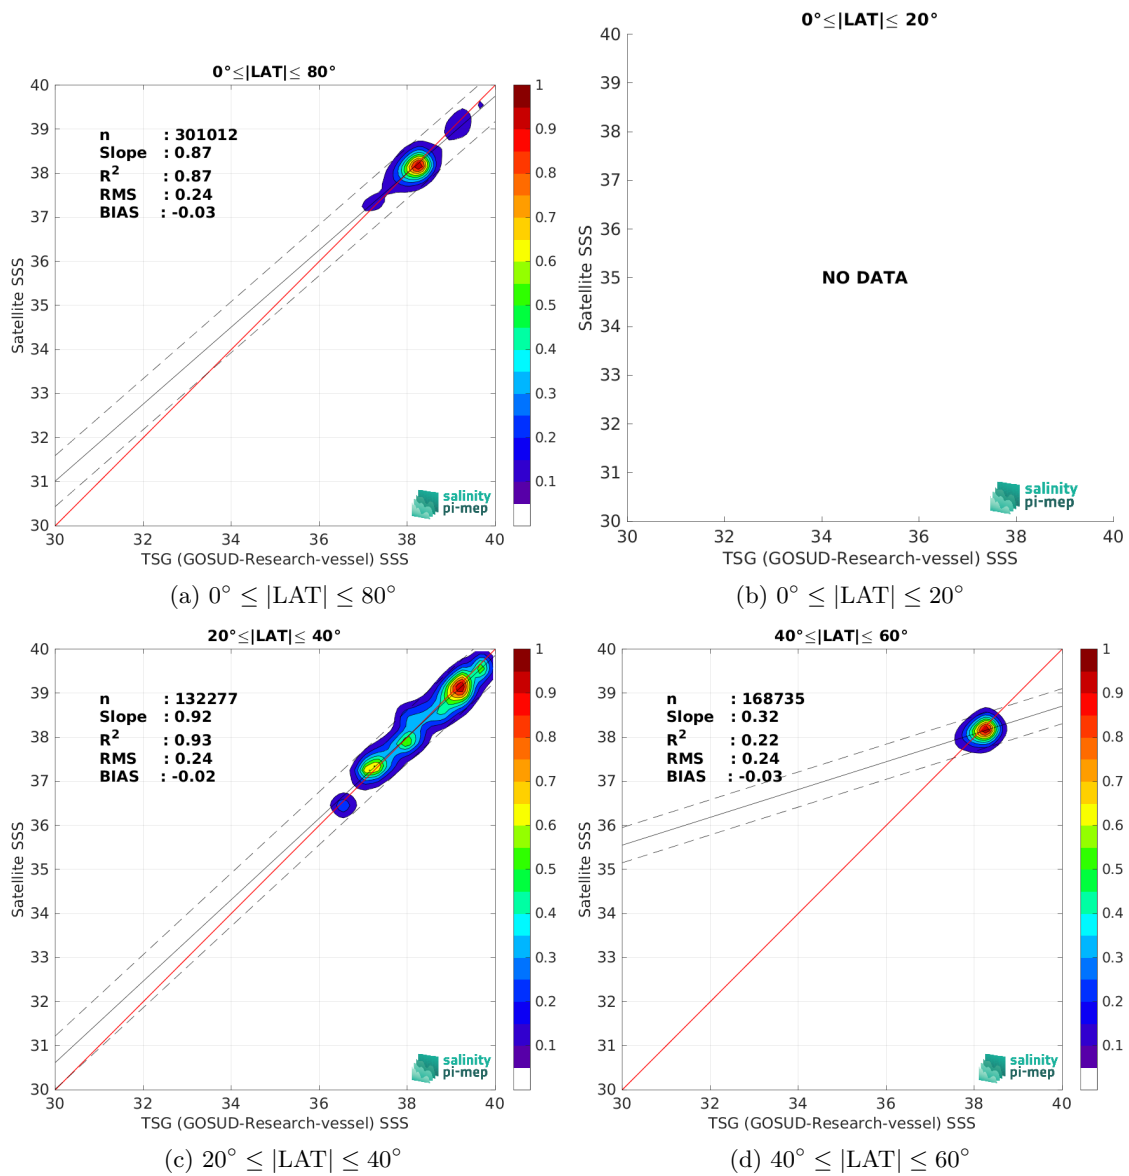 0°≤|LAT|≤ 80°
40
39
38
37
36
35
34
33
32
31
30
Satellite SSS
n : 301012
Slope : 0.87
R² : 0.87
RMS : 0.24
BIAS : -0.03
salinity
pi-mep
30 32 34 36 38 40
TSG (GOSUD-Research-vessel) SSS
1
0.9
0.8
0.7
0.6
0.5
0.4
0.3
0.2
0.1
(a) 0° ≤ |LAT| ≤ 80°
0°≤|LAT|≤ 20°
40
39
38
37
36
35
34
33
32
31
30
Satellite SSS
NO DATA
salinity
pi-mep
30 32 34 36 38 40
TSG (GOSUD-Research-vessel) SSS
(b) 0° ≤ |LAT| ≤ 20°
20°≤|LAT|≤ 40°
40
39
38
37
36
35
34
33
32
31
30
Satellite SSS
n : 132277
Slope : 0.92
R² : 0.93
RMS : 0.24
BIAS : -0.02
salinity
pi-mep
30 32 34 36 38 40
TSG (GOSUD-Research-vessel) SSS
1
0.9
0.8
0.7
0.6
0.5
0.4
0.3
0.2
0.1
(c) 20° ≤ |LAT| ≤ 40°
40°≤|LAT|≤ 60°
40
39
38
37
36
35
34
33
32
31
30
Satellite SSS
n : 168735
Slope : 0.32
R² : 0.22
RMS : 0.24
BIAS : -0.03
salinity
pi-mep
30 32 34 36 38 40
TSG (GOSUD-Research-vessel) SSS
1
0.9
0.8
0.7
0.6
0.5
0.4
0.3
0.2
0.1
(d) 40° ≤ |LAT| ≤ 60°